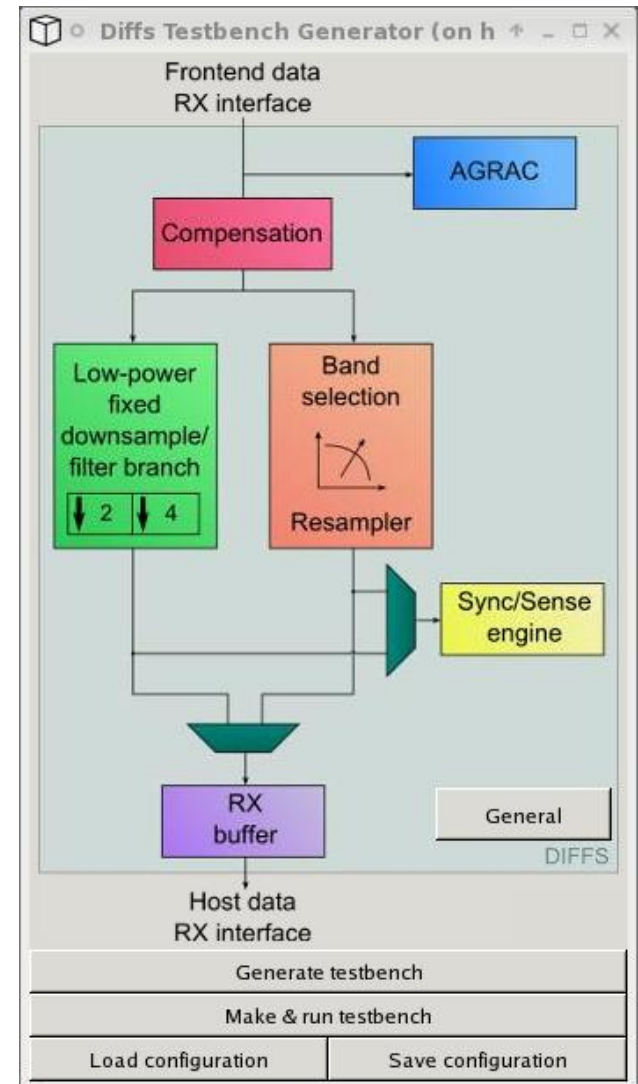 Diffs Testbench Generator (on h
Frontend data
RX interface
AGRAC
Compensation
Low-power
fixed
downsample/
filter branch
2 4
Band
selection
Resampler
Sync/Sense
engine
RX
buffer
General
DIFFS
Host data
RX interface
Generate testbench
Make & run testbench
Load configuration
Save configuration